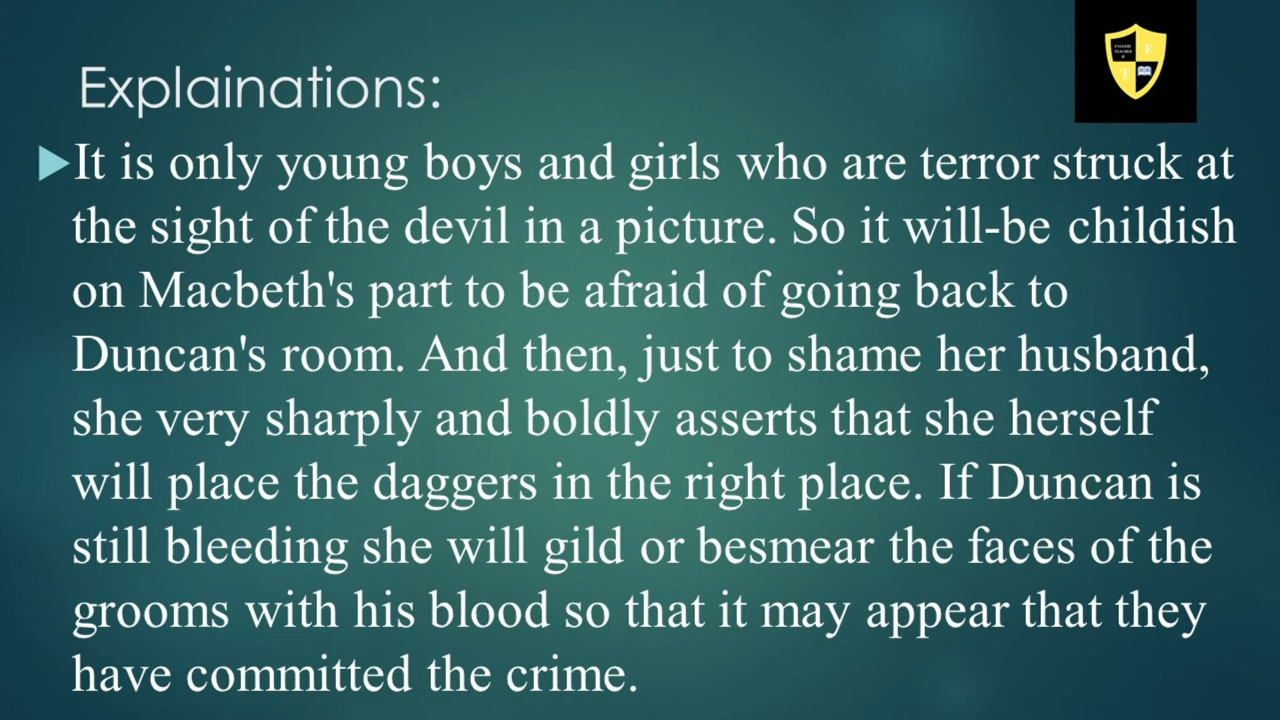 Explainations:
It is only young boys and girls who are terror struck at
the sight of the devil in a picture. So it will-be childish
on Macbeth's part to be afraid of going back to
Duncan's room. And then, just to shame her husband,
she very sharply and boldly asserts that she herself
will place the daggers in the right place. If Duncan is
still bleeding she will gild or besmear the faces of the
grooms with his blood so that it may appear that they
have committed the crime.
ENGLISH
TEACHER
E
T